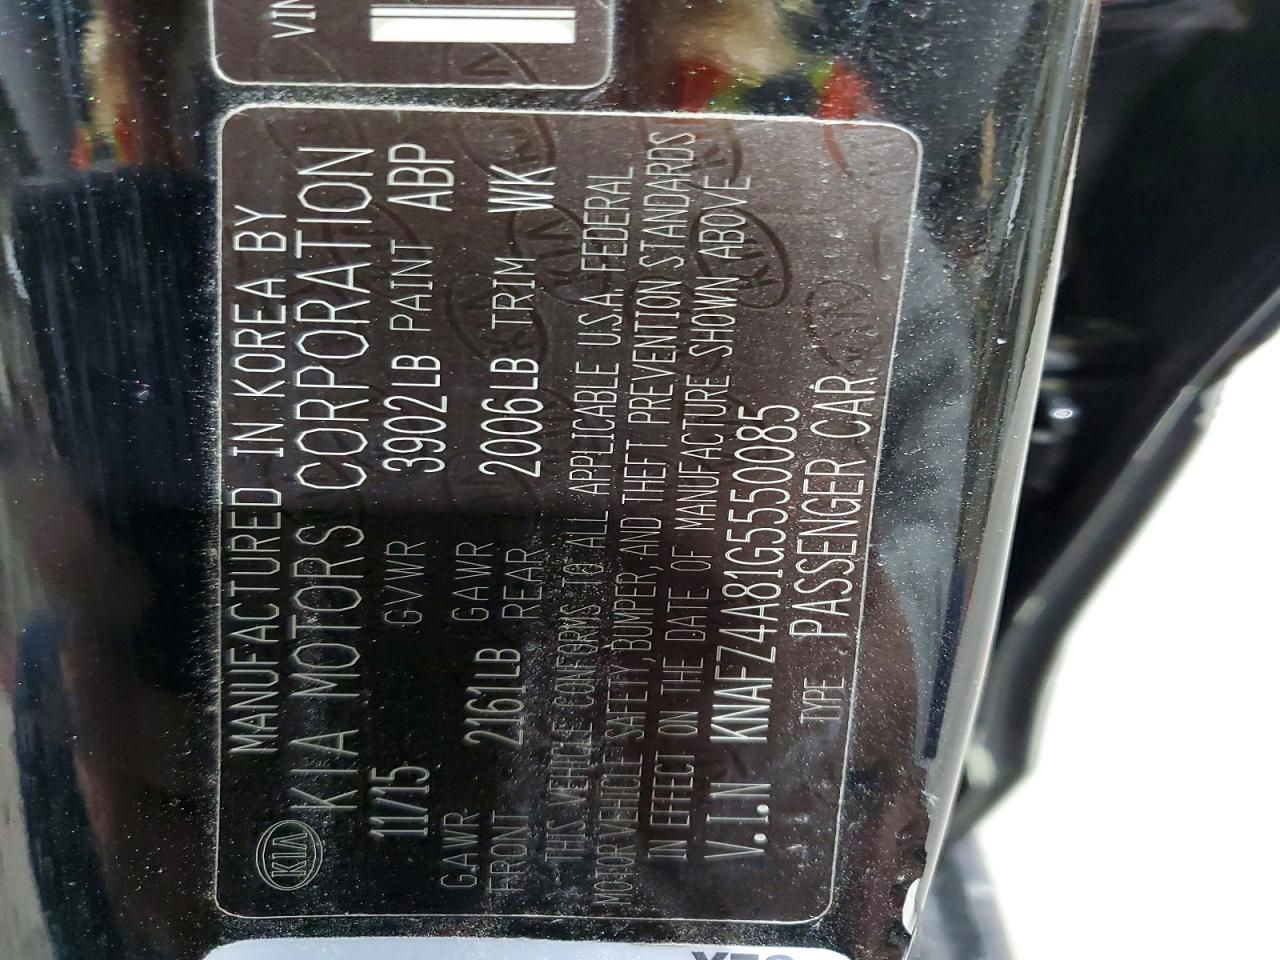 VIN
KIA
MANUFACTURED IN KOREA BY
KIA MOTORS CORPORATION
11/15 GVWR 3902LB PAINT ABP
GAWR FRONT 2161LB GAWR REAR 2006LB TRIM WK
THIS VEHICLE CONFORMS TO ALL APPLICABLE U.S.A. FEDERAL
MOTOR VEHICLE SAFETY, BUMPER, AND THEFT PREVENTION STANDARDS
IN EFFECT ON THE DATE OF MANUFACTURE SHOWN ABOVE
V.I.N KNAFZ4A81G5550085
TYPE PASSENGER CAR